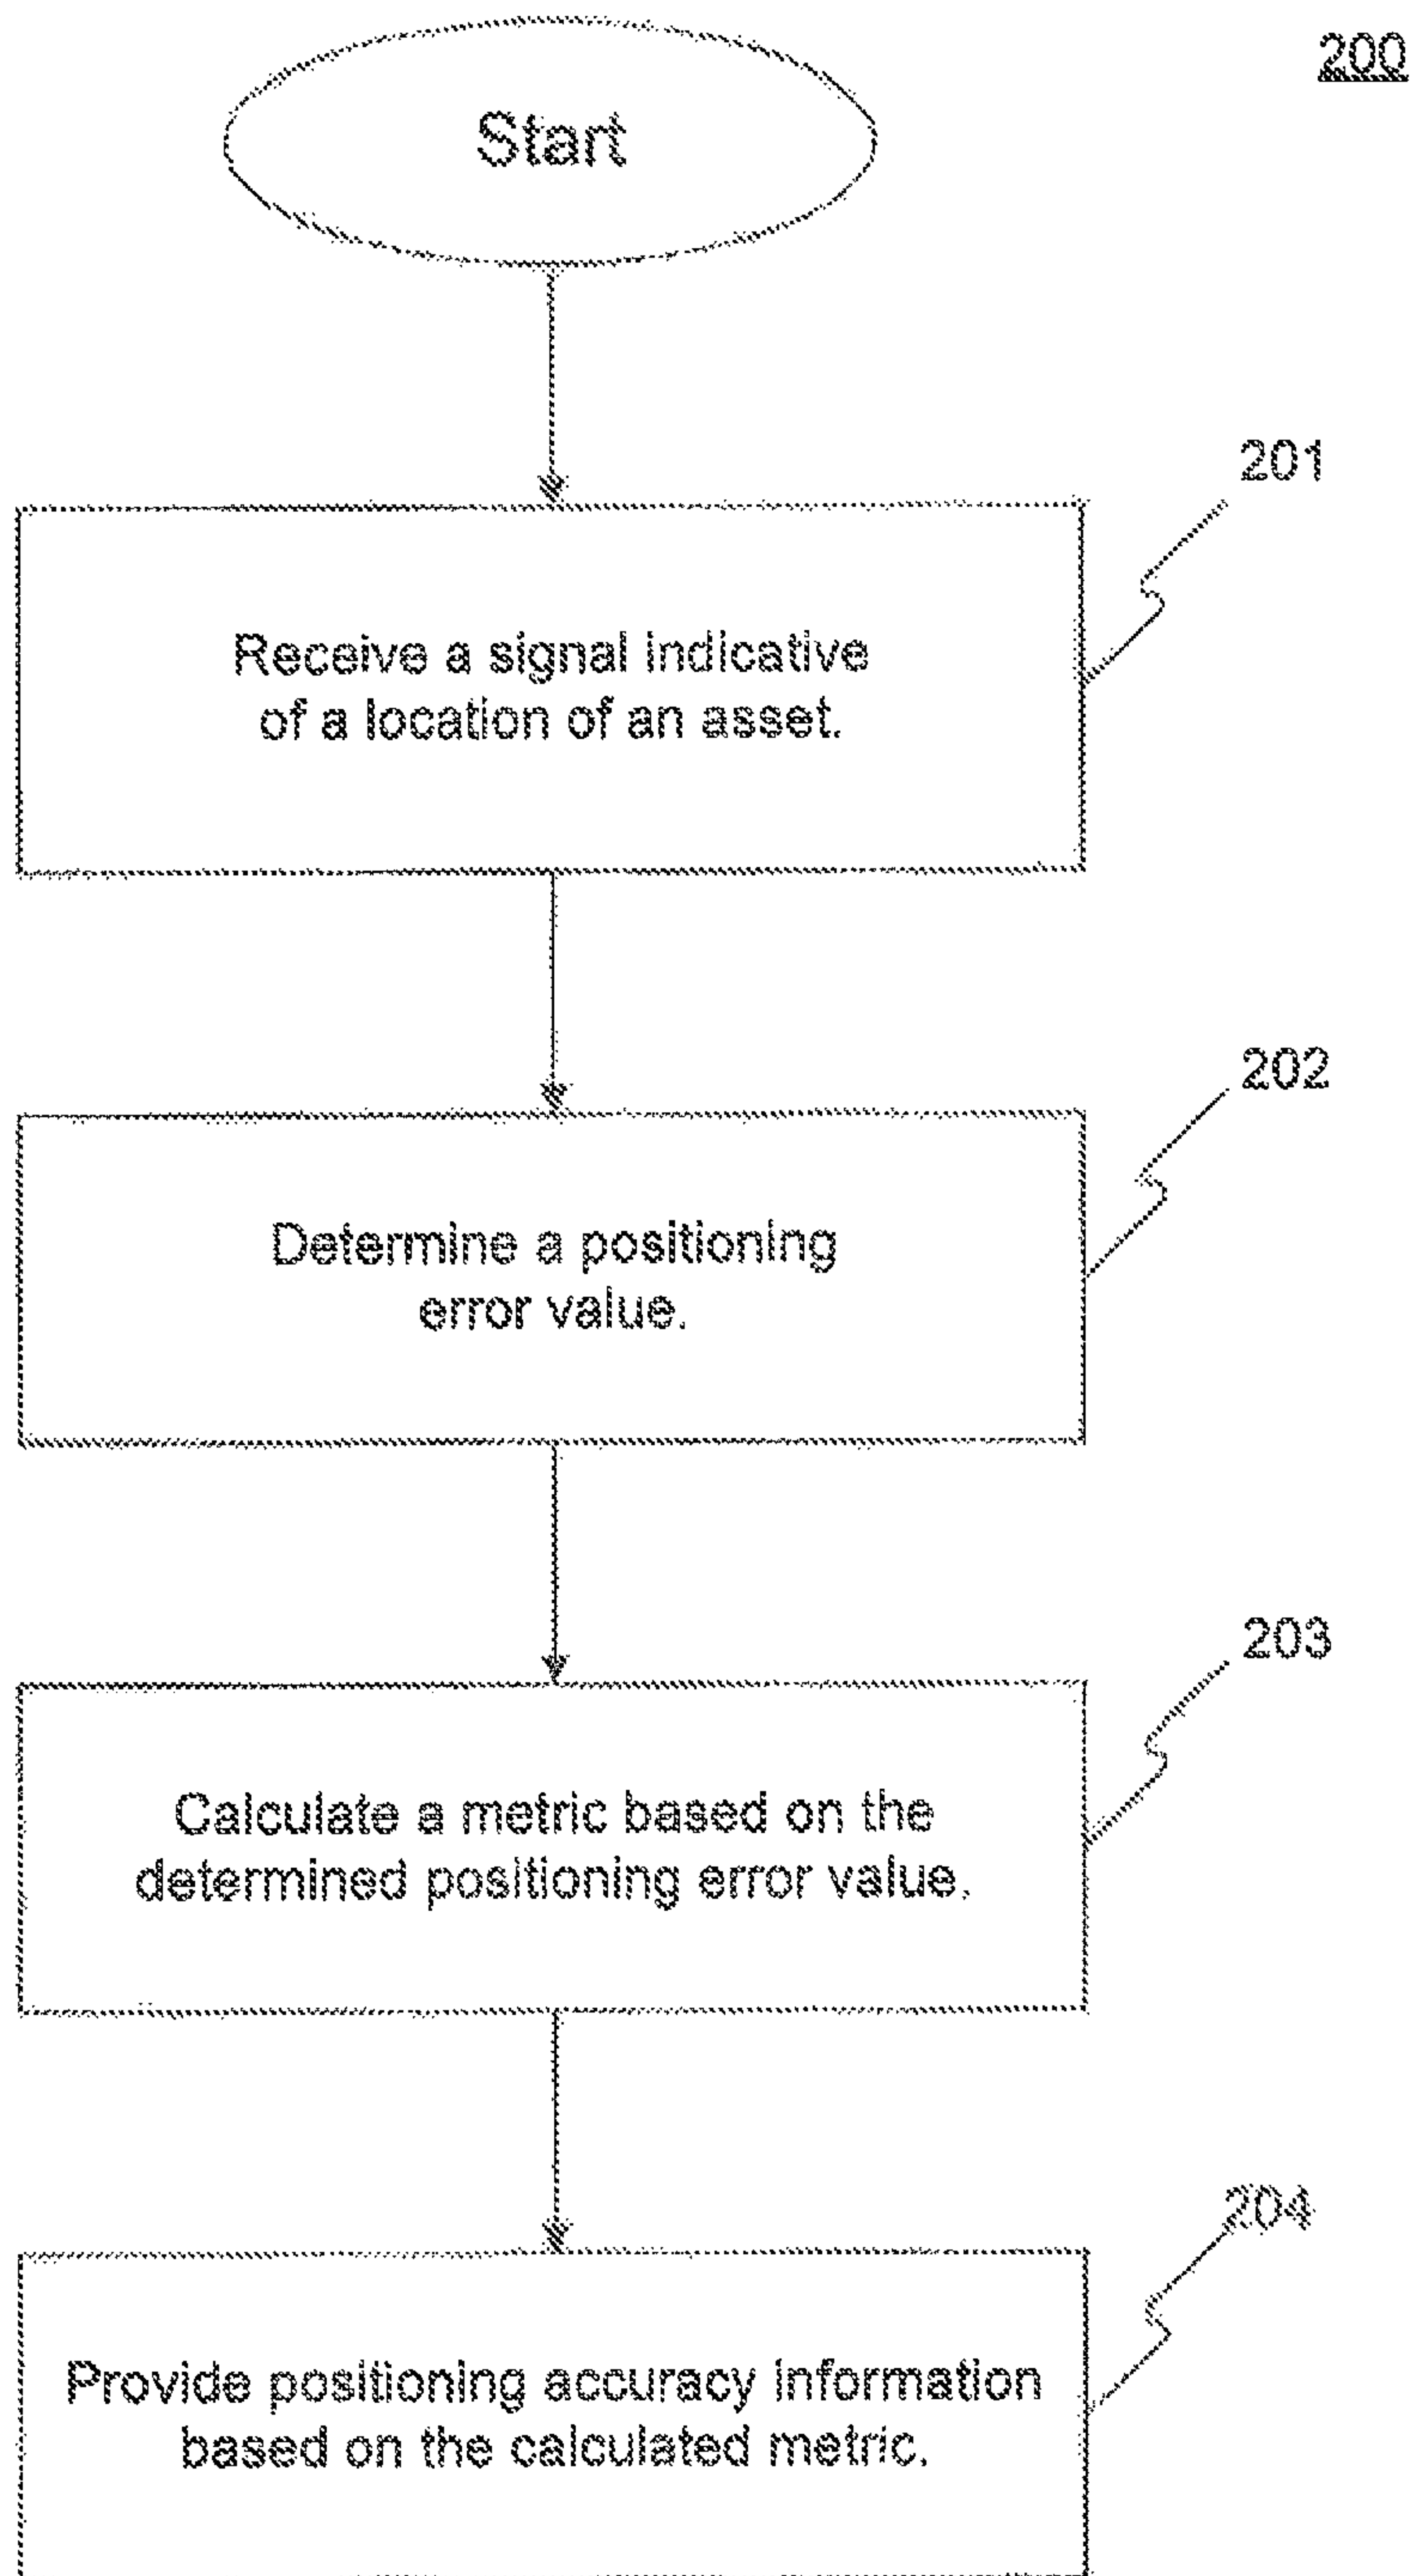 200
Start
201
Receive a signal indicative
of a location of an asset.
202
Determine a positioning
error value.
203
Calculate a metric based on the
determined positioning error value.
204
Provide positioning accuracy information
based on the calculated metric.